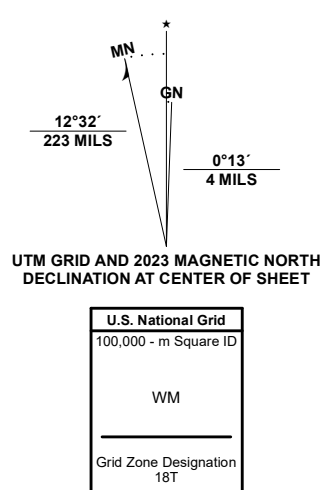 ★
MN
GN
12°32´
223 MILS
0°13´
4 MILS
UTM GRID AND 2023 MAGNETIC NORTH
DECLINATION AT CENTER OF SHEET
U.S. National Grid
100,000 - m Square ID
WM
Grid Zone Designation
18T